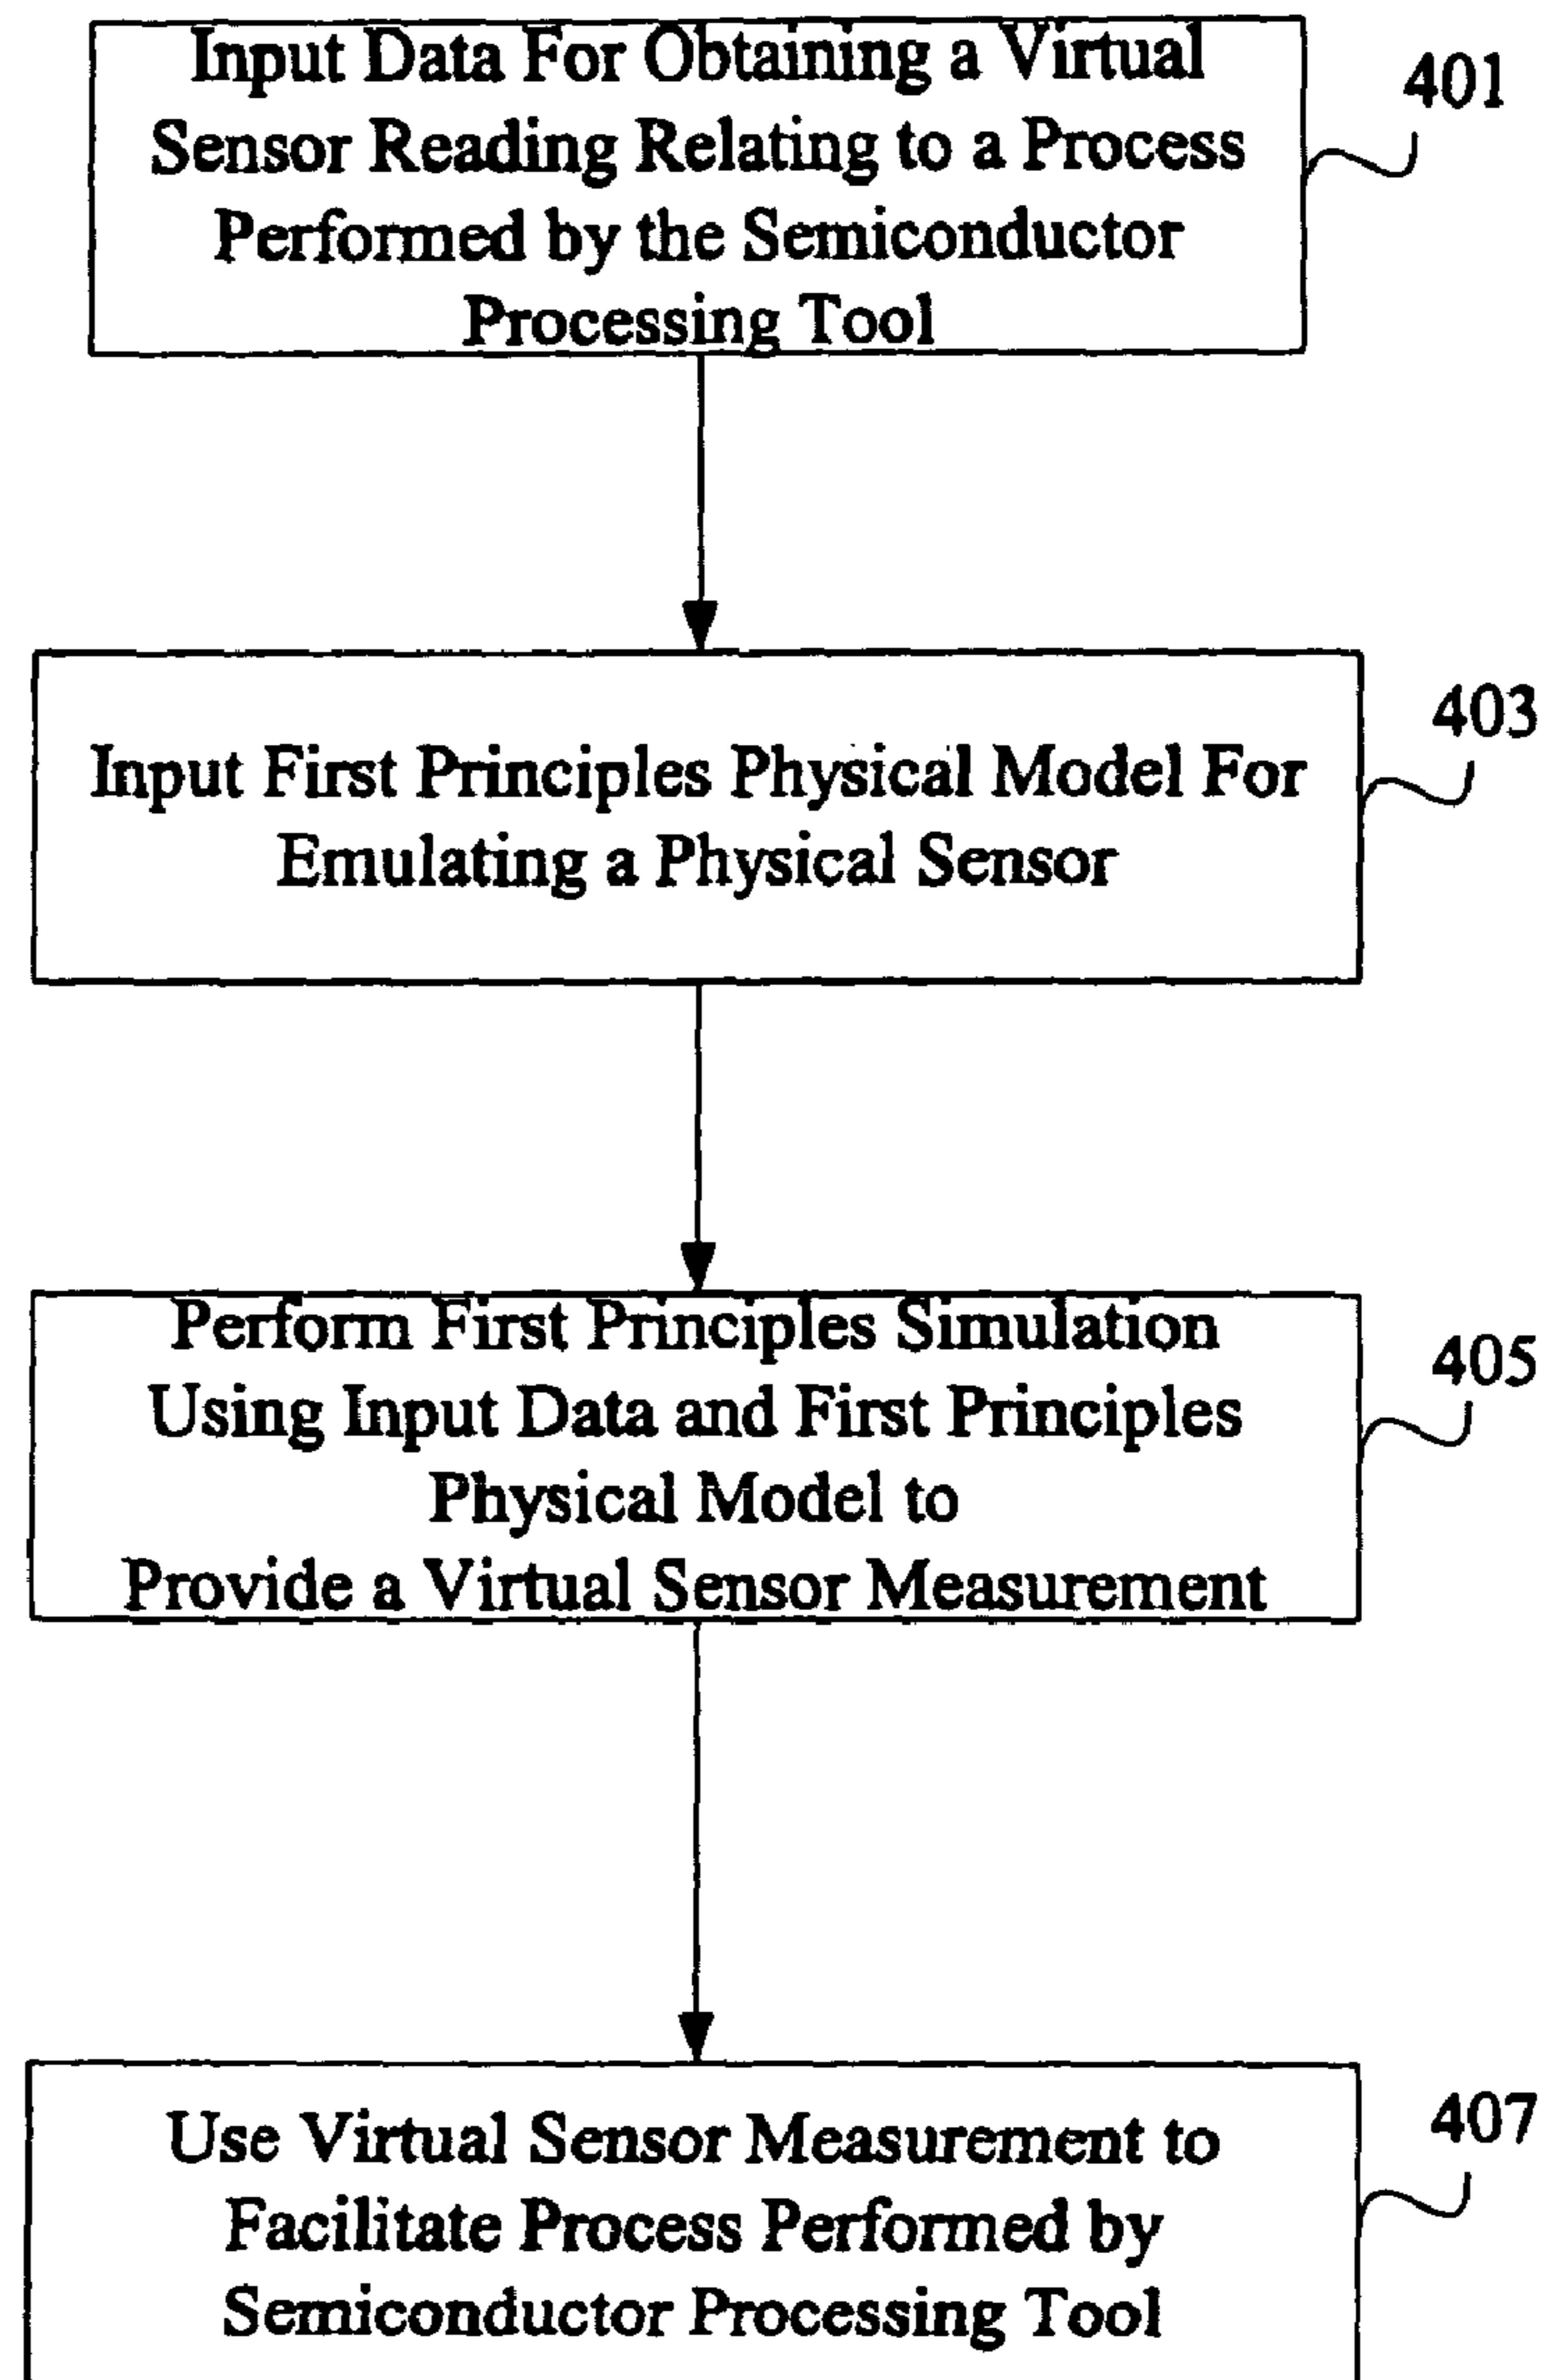 Input Data For Obtaining a Virtual
Sensor Reading Relating to a Process
Performed by the Semiconductor
Processing Tool
401
Input First Principles Physical Model For
Emulating a Physical Sensor
403
Perform First Principles Simulation
Using Input Data and First Principles
Physical Model to
Provide a Virtual Sensor Measurement
405
Use Virtual Sensor Measurement to
Facilitate Process Performed by
Semiconductor Processing Tool
407